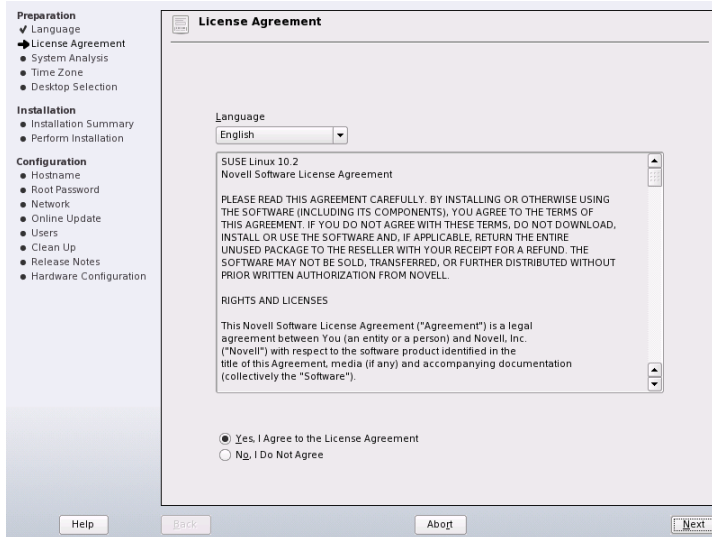 Preparation
Language
License Agreement
System Analysis
Time Zone
Desktop Selection
Installation
Installation Summary
Perform Installation
Configuration
Hostname
Root Password
Network
Online Update
Users
Clean Up
Release Notes
Hardware Configuration
License Agreement
Language
English
SUSE Linux 10.2
Novell Software License Agreement
PLEASE READ THIS AGREEMENT CAREFULLY. BY INSTALLING OR OTHERWISE USING
THE SOFTWARE (INCLUDING ITS COMPONENTS), YOU AGREE TO THE TERMS OF
THIS AGREEMENT. IF YOU DO NOT AGREE WITH THESE TERMS, DO NOT DOWNLOAD,
INSTALL OR USE THE SOFTWARE AND, IF APPLICABLE, RETURN THE ENTIRE
UNUSED PACKAGE TO THE RESELLER WITH YOUR RECEIPT FOR A REFUND. THE
SOFTWARE MAY NOT BE SOLD, TRANSFERRED, OR FURTHER DISTRIBUTED WITHOUT
PRIOR WRITTEN AUTHORIZATION FROM NOVELL.
RIGHTS AND LICENSES
This Novell Software License Agreement ("Agreement") is a legal
agreement between You (an entity or a person) and Novell, Inc.
("Novell") with respect to the software product identified in the
title of this Agreement, media (if any) and accompanying documentation
(collectively the "Software").
Yes, I Agree to the License Agreement
No, I Do Not Agree
Help
Back
Abort
Next